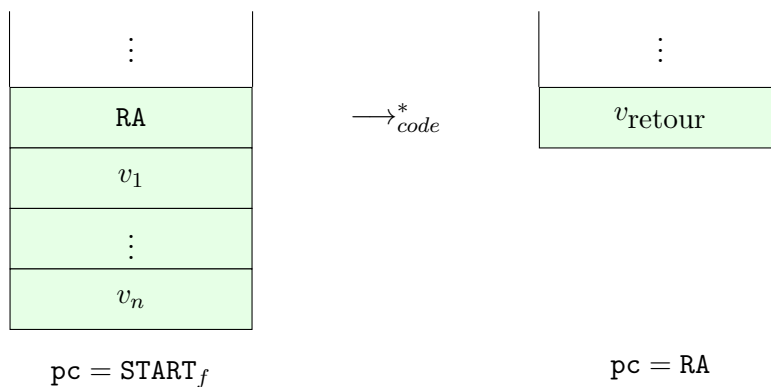 ⋮ ⋮
RA ⟶*code vretour
v1
⋮
vn
pc = STARTf pc = RA